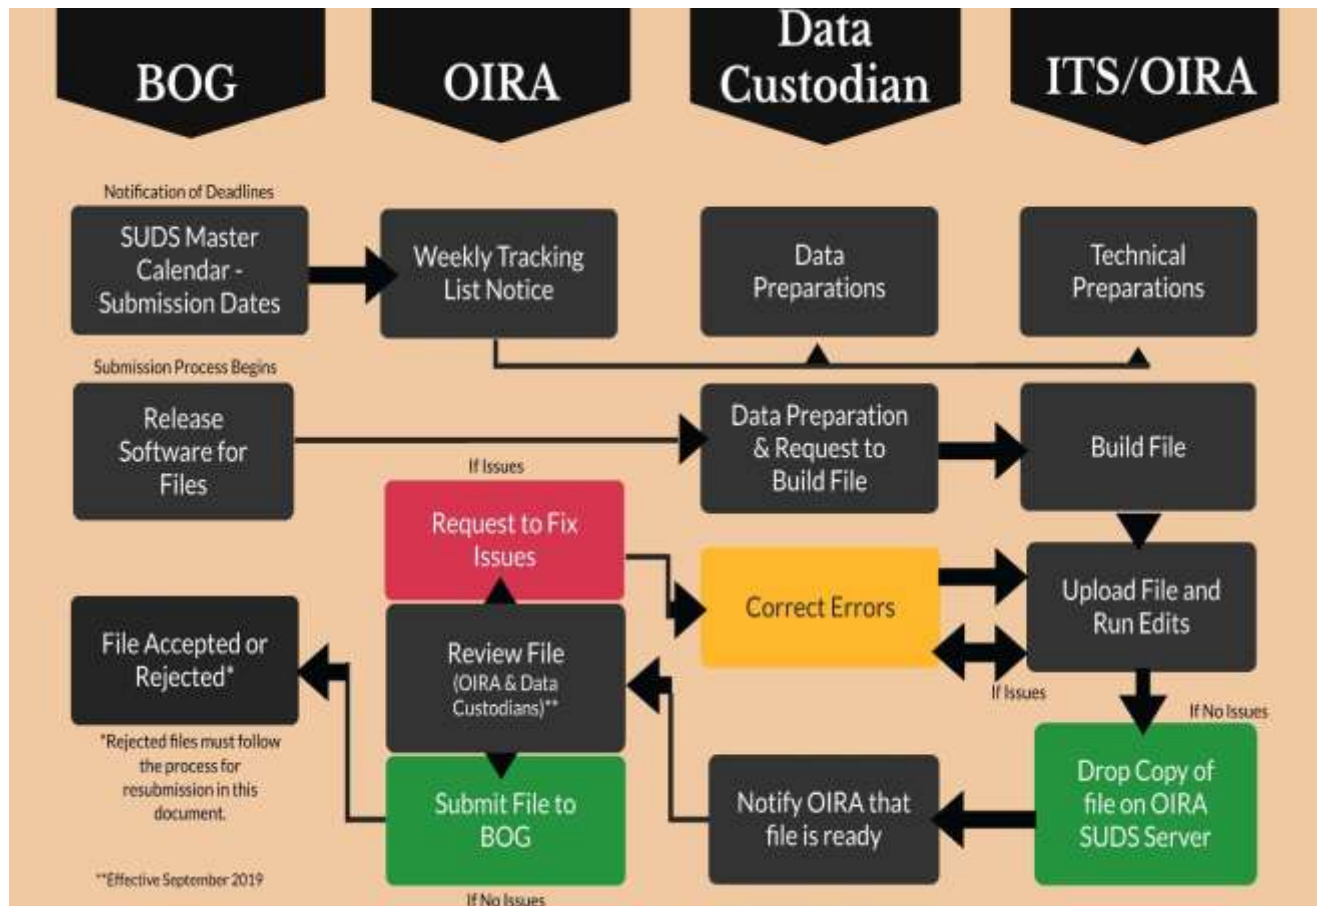 BOG
OIRA
Data
Custodian
ITS/OIRA
Notification of Deadlines
SUDS Master
Calendar -
Submission Dates
Weekly Tracking
List Notice
Data
Preparations
Technical
Preparations
Submission Process Begins
Release
Software for
Files
Data Preparation
& Request to
Build File
Build File
If Issues
Request to Fix
Issues
Correct Errors
Upload File and
Run Edits
If Issues
File Accepted or
Rejected*
Review File
(OIRA & Data
Custodians)**
If No Issues
*Rejected files must follow
the process for
resubmission in this
document.
Submit File to
BOG
Notify OIRA that
file is ready
Drop Copy of
file on OIRA
SUDS Server
**Effective September 2019
If No Issues